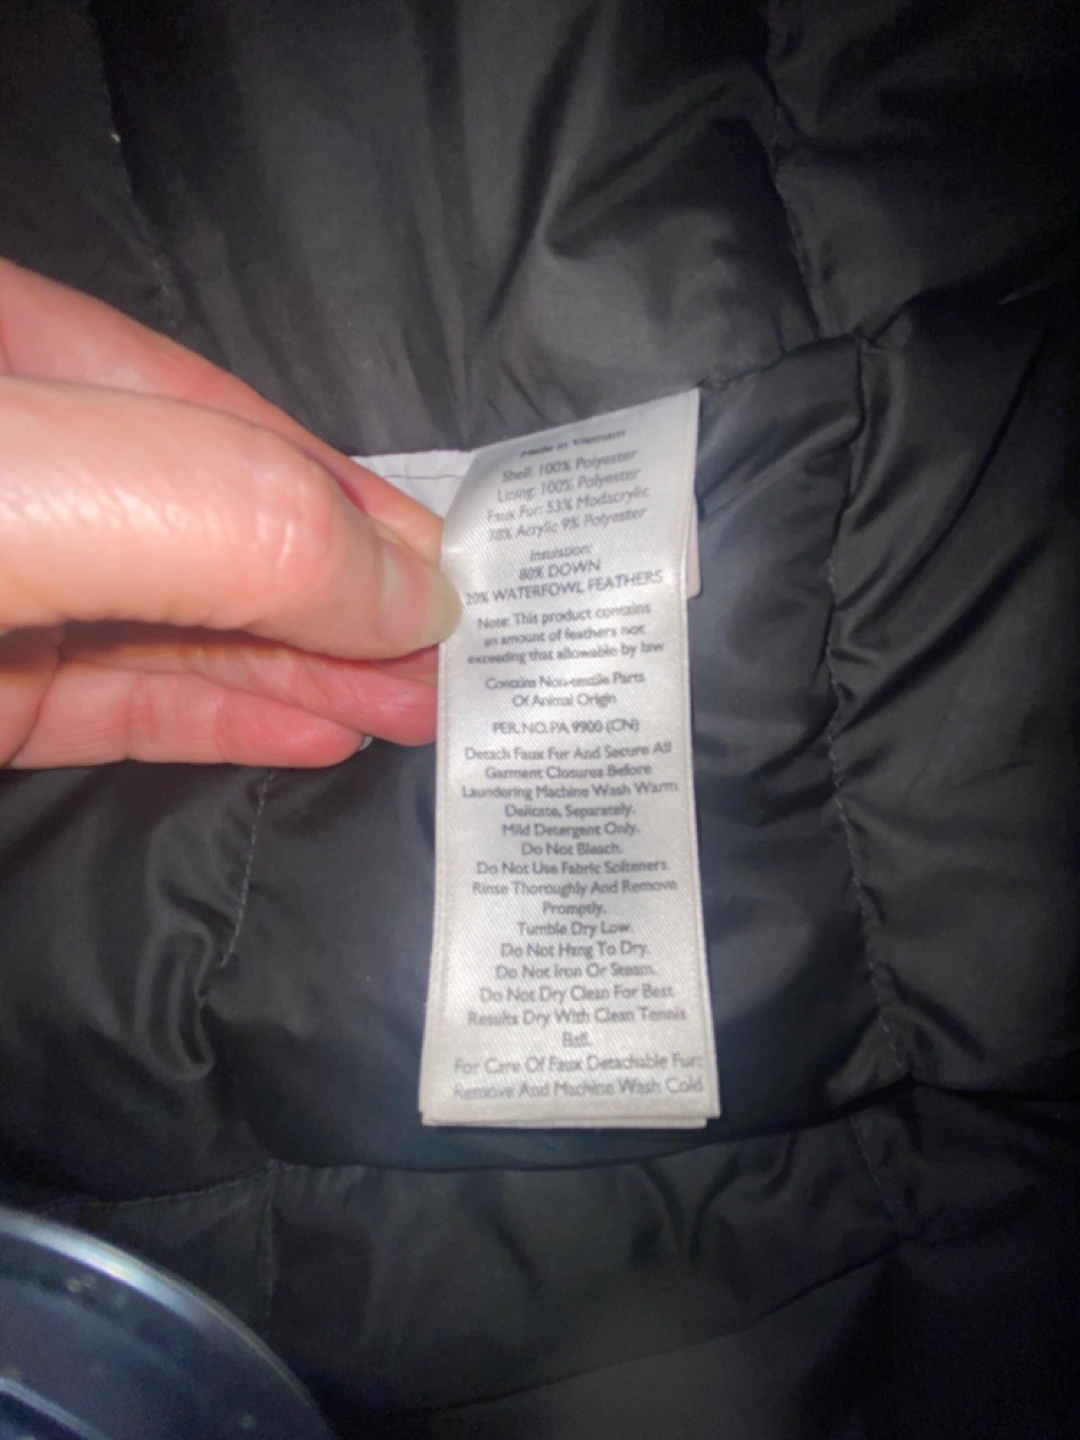 Made in Vietnam
Shell: 100% Polyester
Lining: 100% Polyester
Faux Fur: 53% Modacrylic
38% Acrylic 9% Polyester
Insulation:
80% DOWN
20% WATERFOWL FEATHERS
Note: This product contains
an amount of feathers not
exceeding that allowable by law
Contains Non-textile Parts
Of Animal Origin
PER.NO.PA 9900 (CN)
Detach Faux Fur And Secure All
Garment Closures Before
Laundering Machine Wash Warm
Delicate, Separately.
Mild Detergent Only.
Do Not Bleach.
Do Not Use Fabric Softeners.
Rinse Thoroughly And Remove
Promptly.
Tumble Dry Low.
Do Not Hang To Dry.
Do Not Iron Or Steam.
Do Not Dry Clean For Best
Results Dry With Clean Tennis
Ball.
For Care Of Faux Detachable Fur:
Remove And Machine Wash Cold